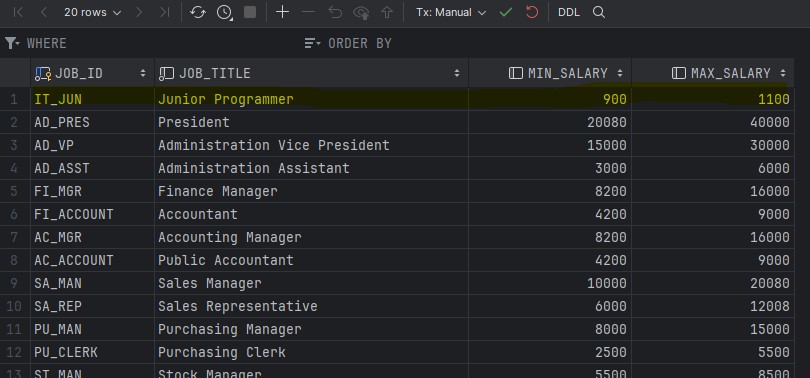 20 rows Tx: Manual DDL
WHERE ORDER BY
JOB_ID JOB_TITLE MIN_SALARY MAX_SALARY
1 IT_JUN Junior Programmer 900 1100
2 AD_PRES President 20080 40000
3 AD_VP Administration Vice President 15000 30000
4 AD_ASST Administration Assistant 3000 6000
5 FI_MGR Finance Manager 8200 16000
6 FI_ACCOUNT Accountant 4200 9000
7 AC_MGR Accounting Manager 8200 16000
8 AC_ACCOUNT Public Accountant 4200 9000
9 SA_MAN Sales Manager 10000 20080
10 SA_REP Sales Representative 6000 12008
11 PU_MAN Purchasing Manager 8000 15000
12 PU_CLERK Purchasing Clerk 2500 5500
13 ST_MAN Stock Manager 5500 8500